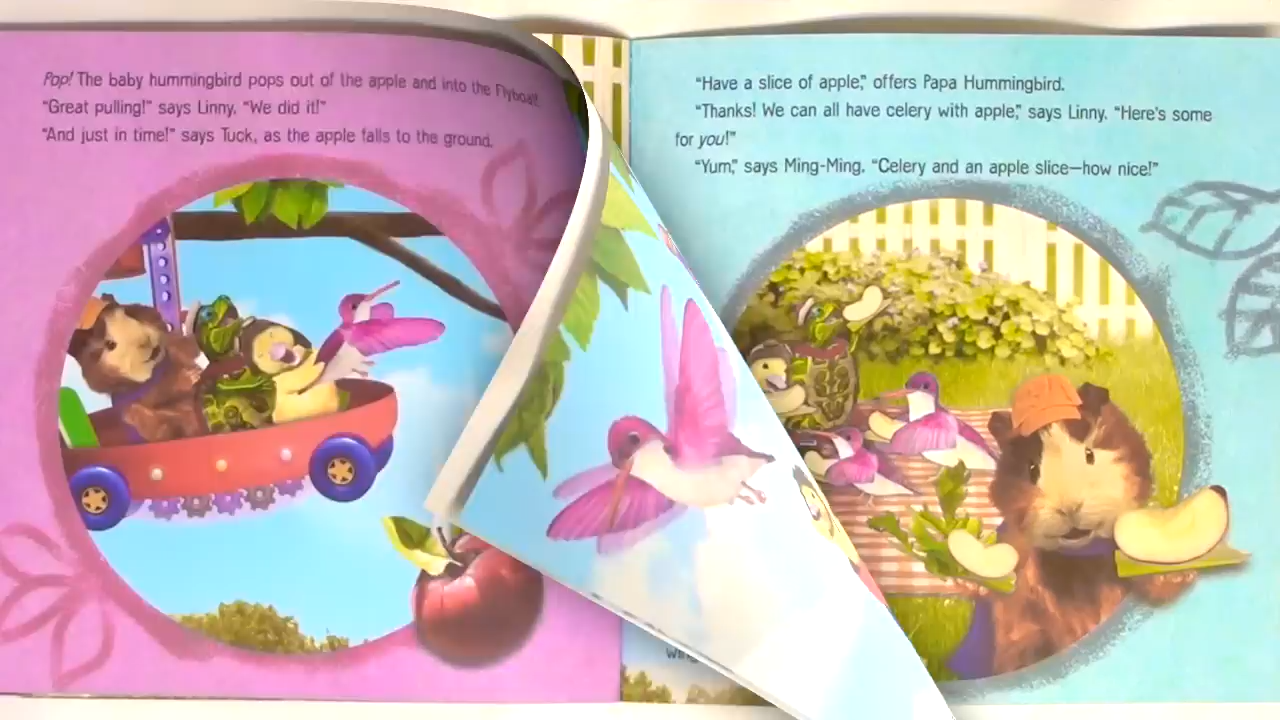 Pop! The baby hummingbird pops out of the apple and into the Flyboat!
"Great pulling!" says Linny. "We did it!"
"And just in time!" says Tuck, as the apple falls to the ground.
"Have a slice of apple," offers Papa Hummingbird.
"Thanks! We can all have celery with apple," says Linny. "Here's some
for you!"
"Yum," says Ming-Ming. "Celery and an apple slice—how nice!"